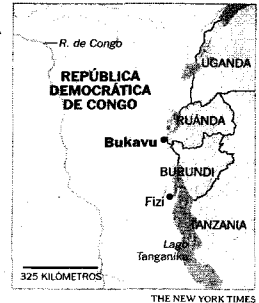 R. de Congo
UGANDA
REPÚBLICA
DEMOCRÁTICA
DE CONGO
RUANDA
Bukavu
BURUNDI
Fizi
TANZANIA
Lago
Tanganika
325 KILÓMETROS
THE NEW YORK TIMES